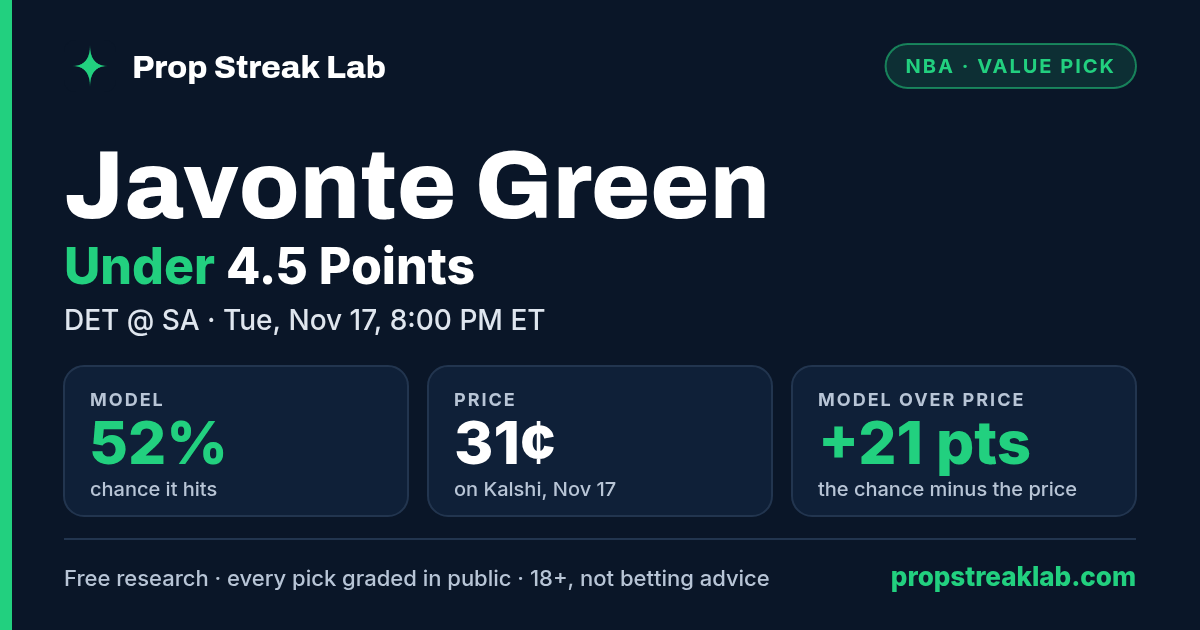 Prop Streak Lab
NBA · VALUE PICK
Javonte Green
Under 4.5 Points
DET @ SA · Tue, Nov 17, 8:00 PM ET
MODEL
52%
chance it hits
PRICE
31¢
on Kalshi, Nov 17
MODEL OVER PRICE
+21 pts
the chance minus the price
Free research · every pick graded in public · 18+, not betting advice
propstreaklab.com